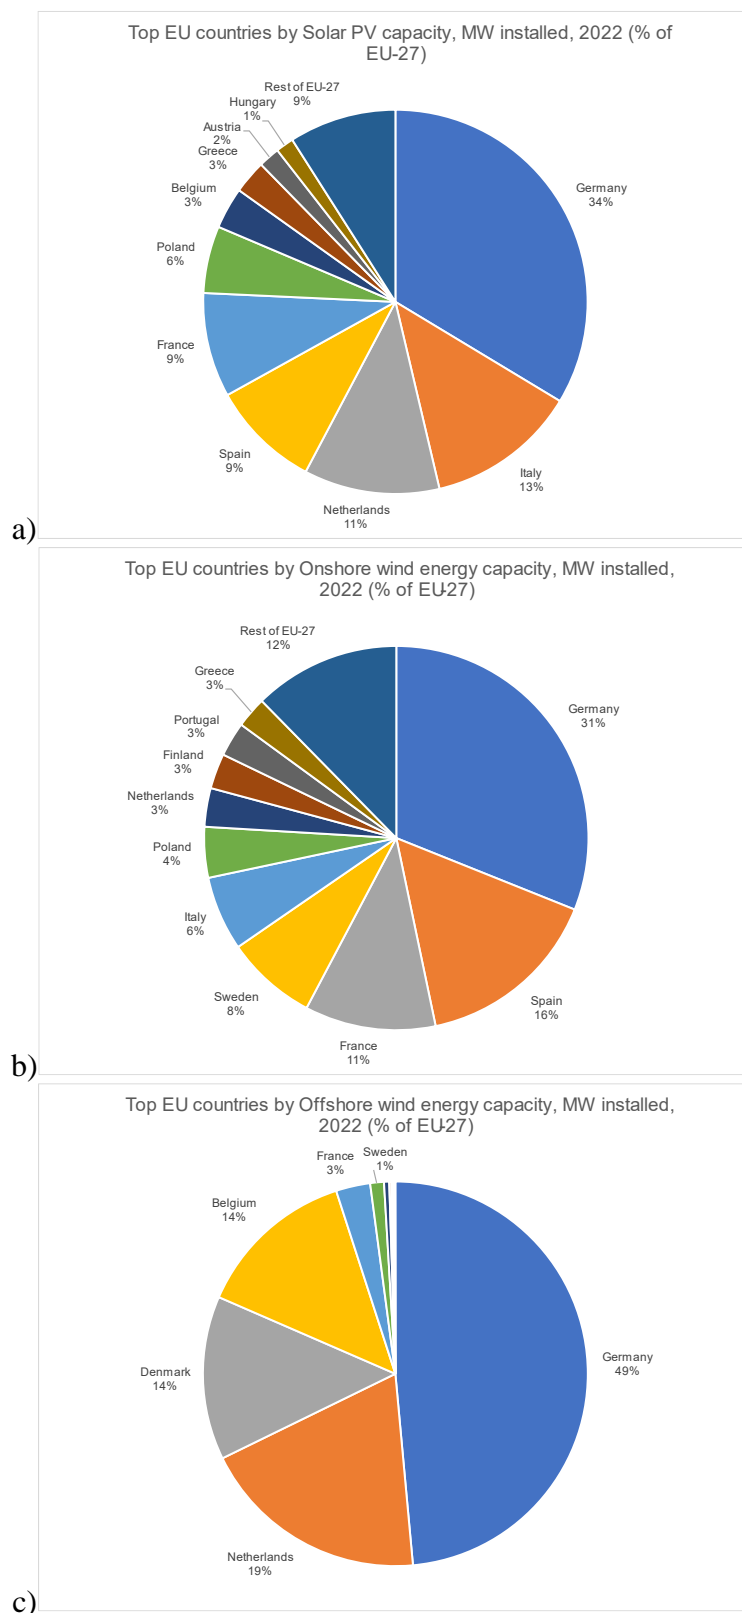 Top EU countries by Solar PV capacity, MW installed, 2022 (% of
EU-27)
Rest of EU-27
9%
Hungary
1%
Austria
2%
Greece
3%
Belgium
3%
Poland
6%
France
9%
Spain
9%
Netherlands
11%
Italy
13%
Germany
34%
a)
Top EU countries by Onshore wind energy capacity, MW installed,
2022 (% of EU-27)
Rest of EU-27
12%
Greece
3%
Portugal
3%
Finland
3%
Netherlands
3%
Poland
4%
Italy
6%
Sweden
8%
France
11%
Spain
16%
Germany
31%
b)
Top EU countries by Offshore wind energy capacity, MW installed,
2022 (% of EU-27)
Sweden
1%
France
3%
Belgium
14%
Denmark
14%
Netherlands
19%
Germany
49%
c)